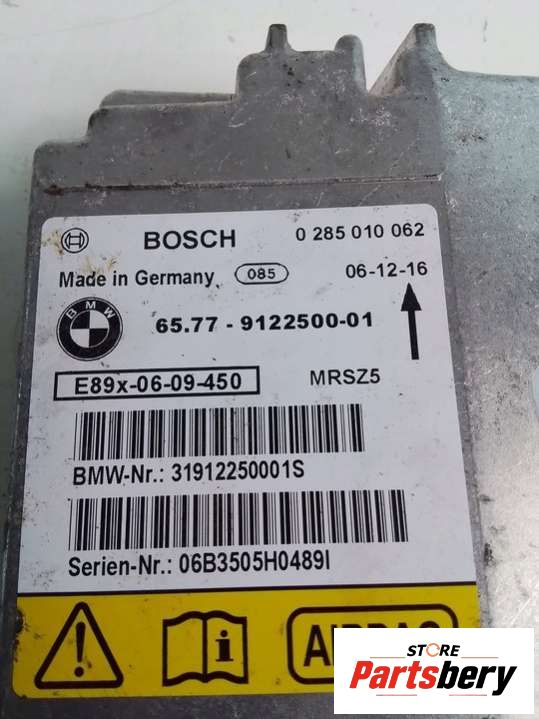 BOSCH 0 285 010 062
Made in Germany 085 06-12-16
BMW 65.77 - 9122500-01
E89x-06-09-450 MRSZ5
BMW-Nr.: 31912250001S
Serien-Nr.: 06B3505H0489I
i
STORE
Partsbery